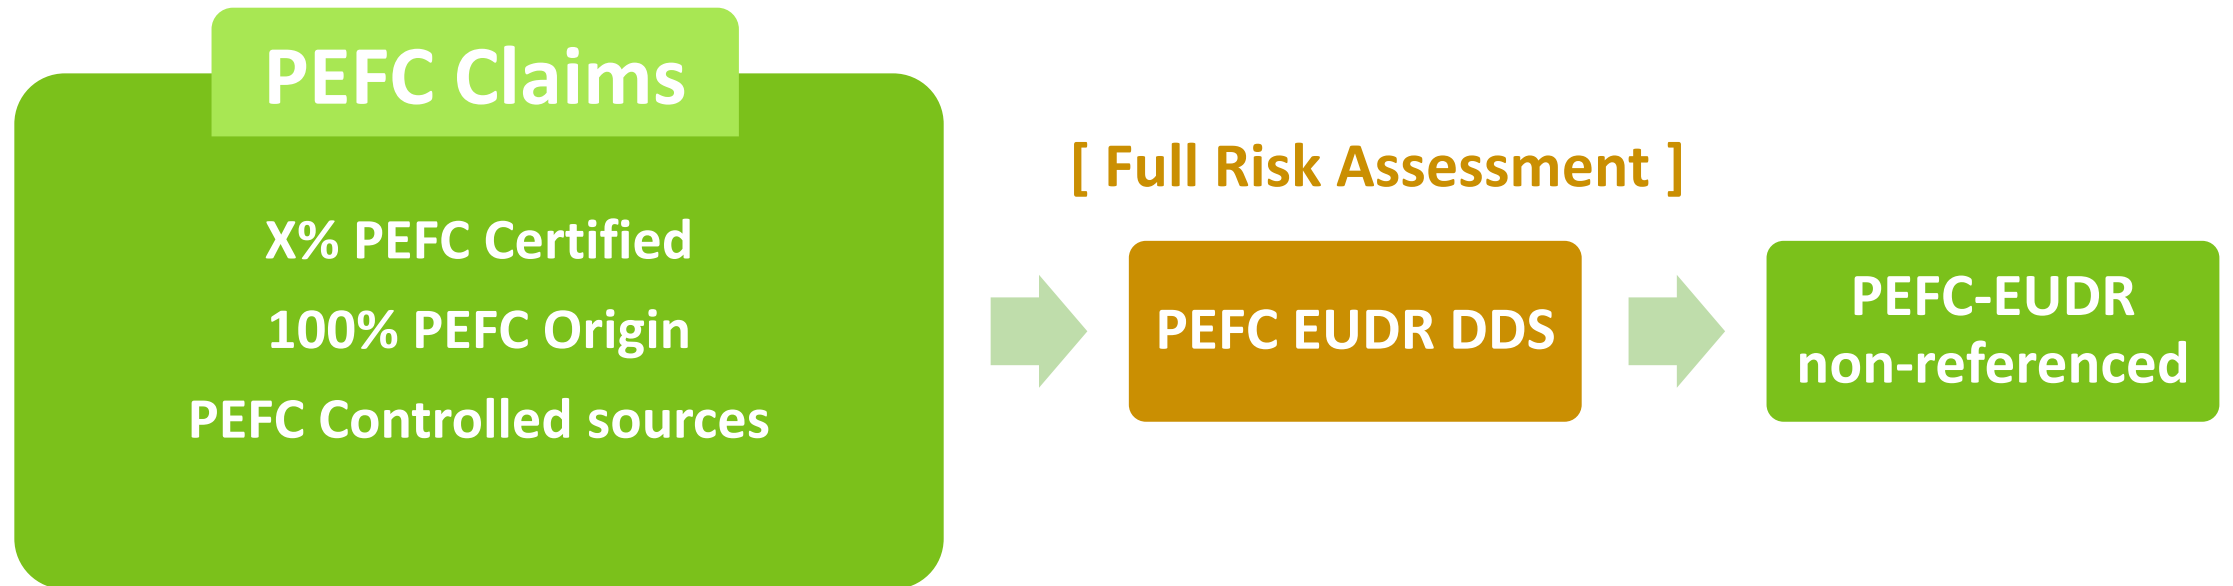 PEFC Claims
X% PEFC Certified
100% PEFC Origin
PEFC Controlled sources
[ Full Risk Assessment ]
PEFC EUDR DDS
PEFC-EUDR
non-referenced